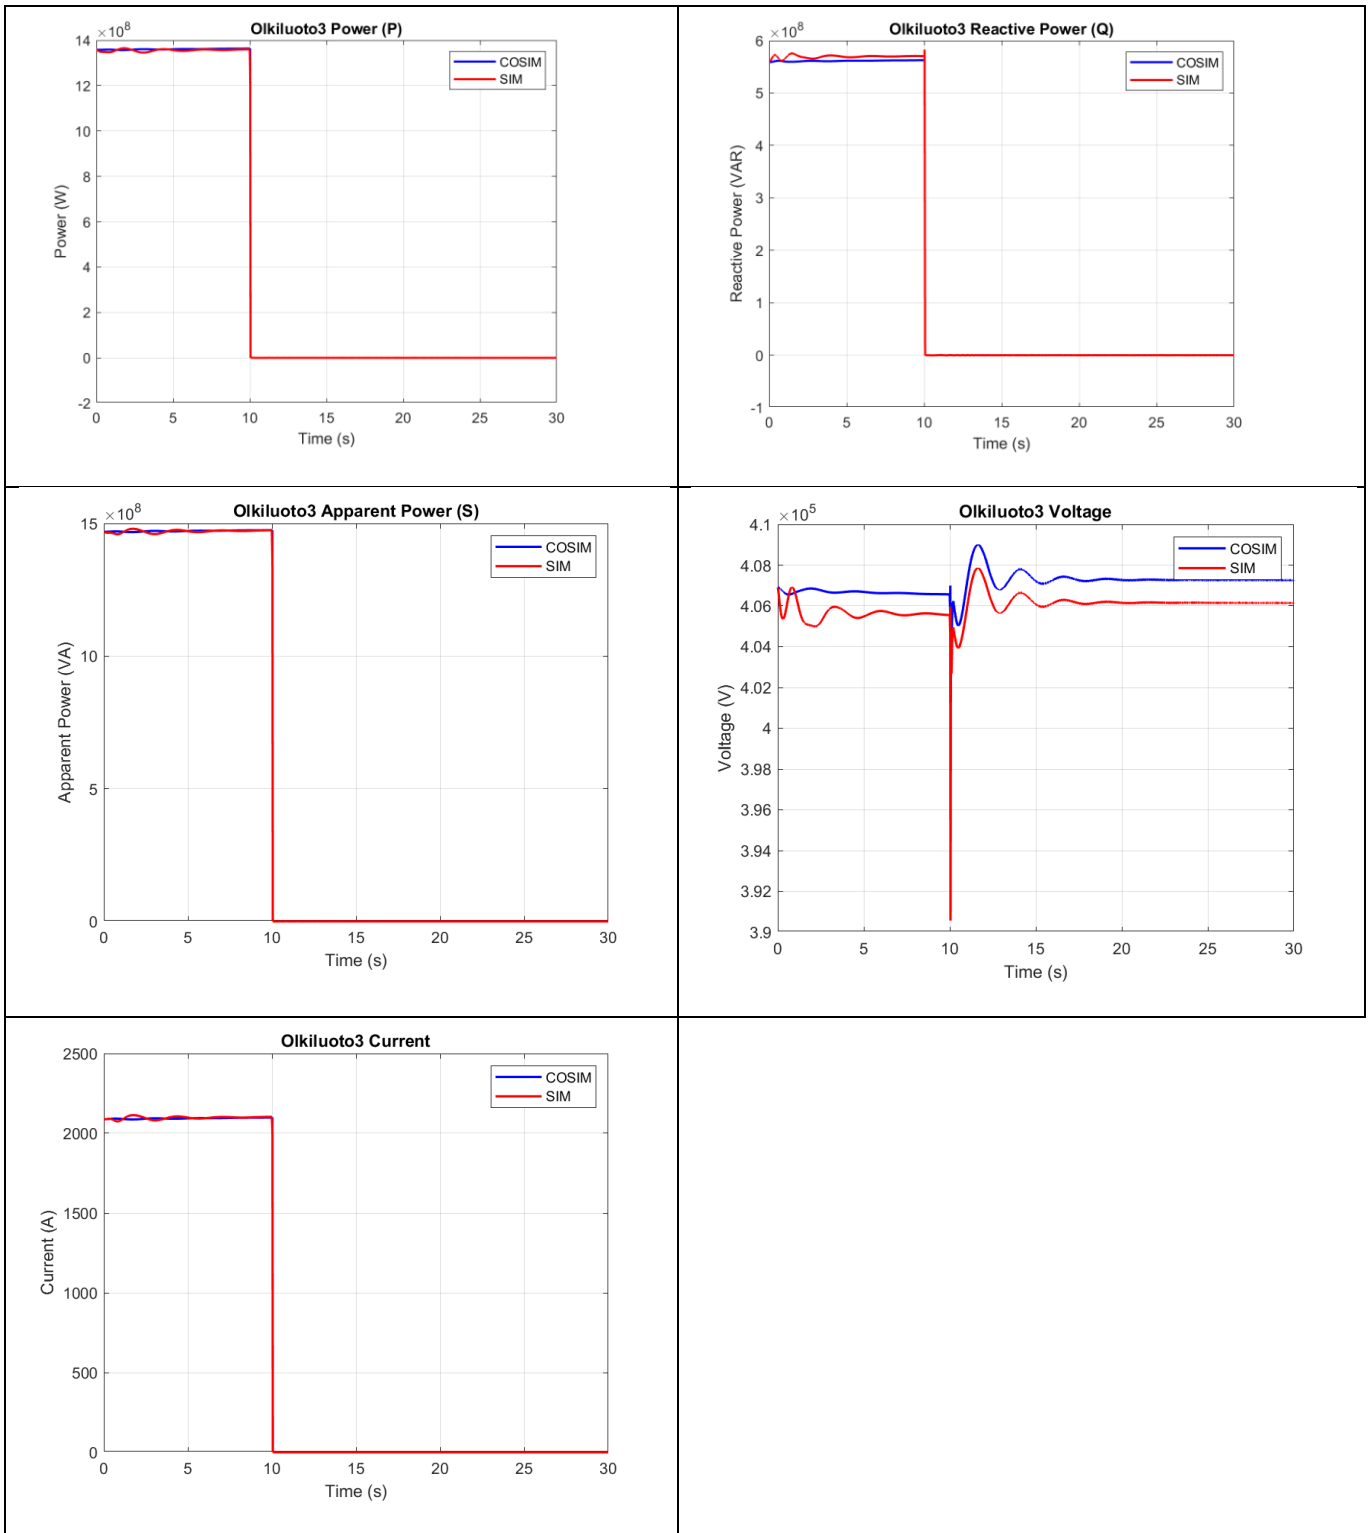 Olkiluoto3 Power (P)
×10^8
14
12
10
8
6
4
2
0
-2
Power (W)
0 5 10 15 20 25 30
Time (s)
COSIM
SIM
Olkiluoto3 Reactive Power (Q)
×10^8
6
5
4
3
2
1
0
-1
Reactive Power (VAR)
0 5 10 15 20 25 30
Time (s)
COSIM
SIM
Olkiluoto3 Apparent Power (S)
×10^8
15
10
5
0
Apparent Power (VA)
0 5 10 15 20 25 30
Time (s)
COSIM
SIM
Olkiluoto3 Voltage
×10^5
4.1
4.08
4.06
4.04
4.02
4
3.98
3.96
3.94
3.92
3.9
Voltage (V)
0 5 10 15 20 25 30
Time (s)
COSIM
SIM
Olkiluoto3 Current
2500
2000
1500
1000
500
0
Current (A)
0 5 10 15 20 25 30
Time (s)
COSIM
SIM